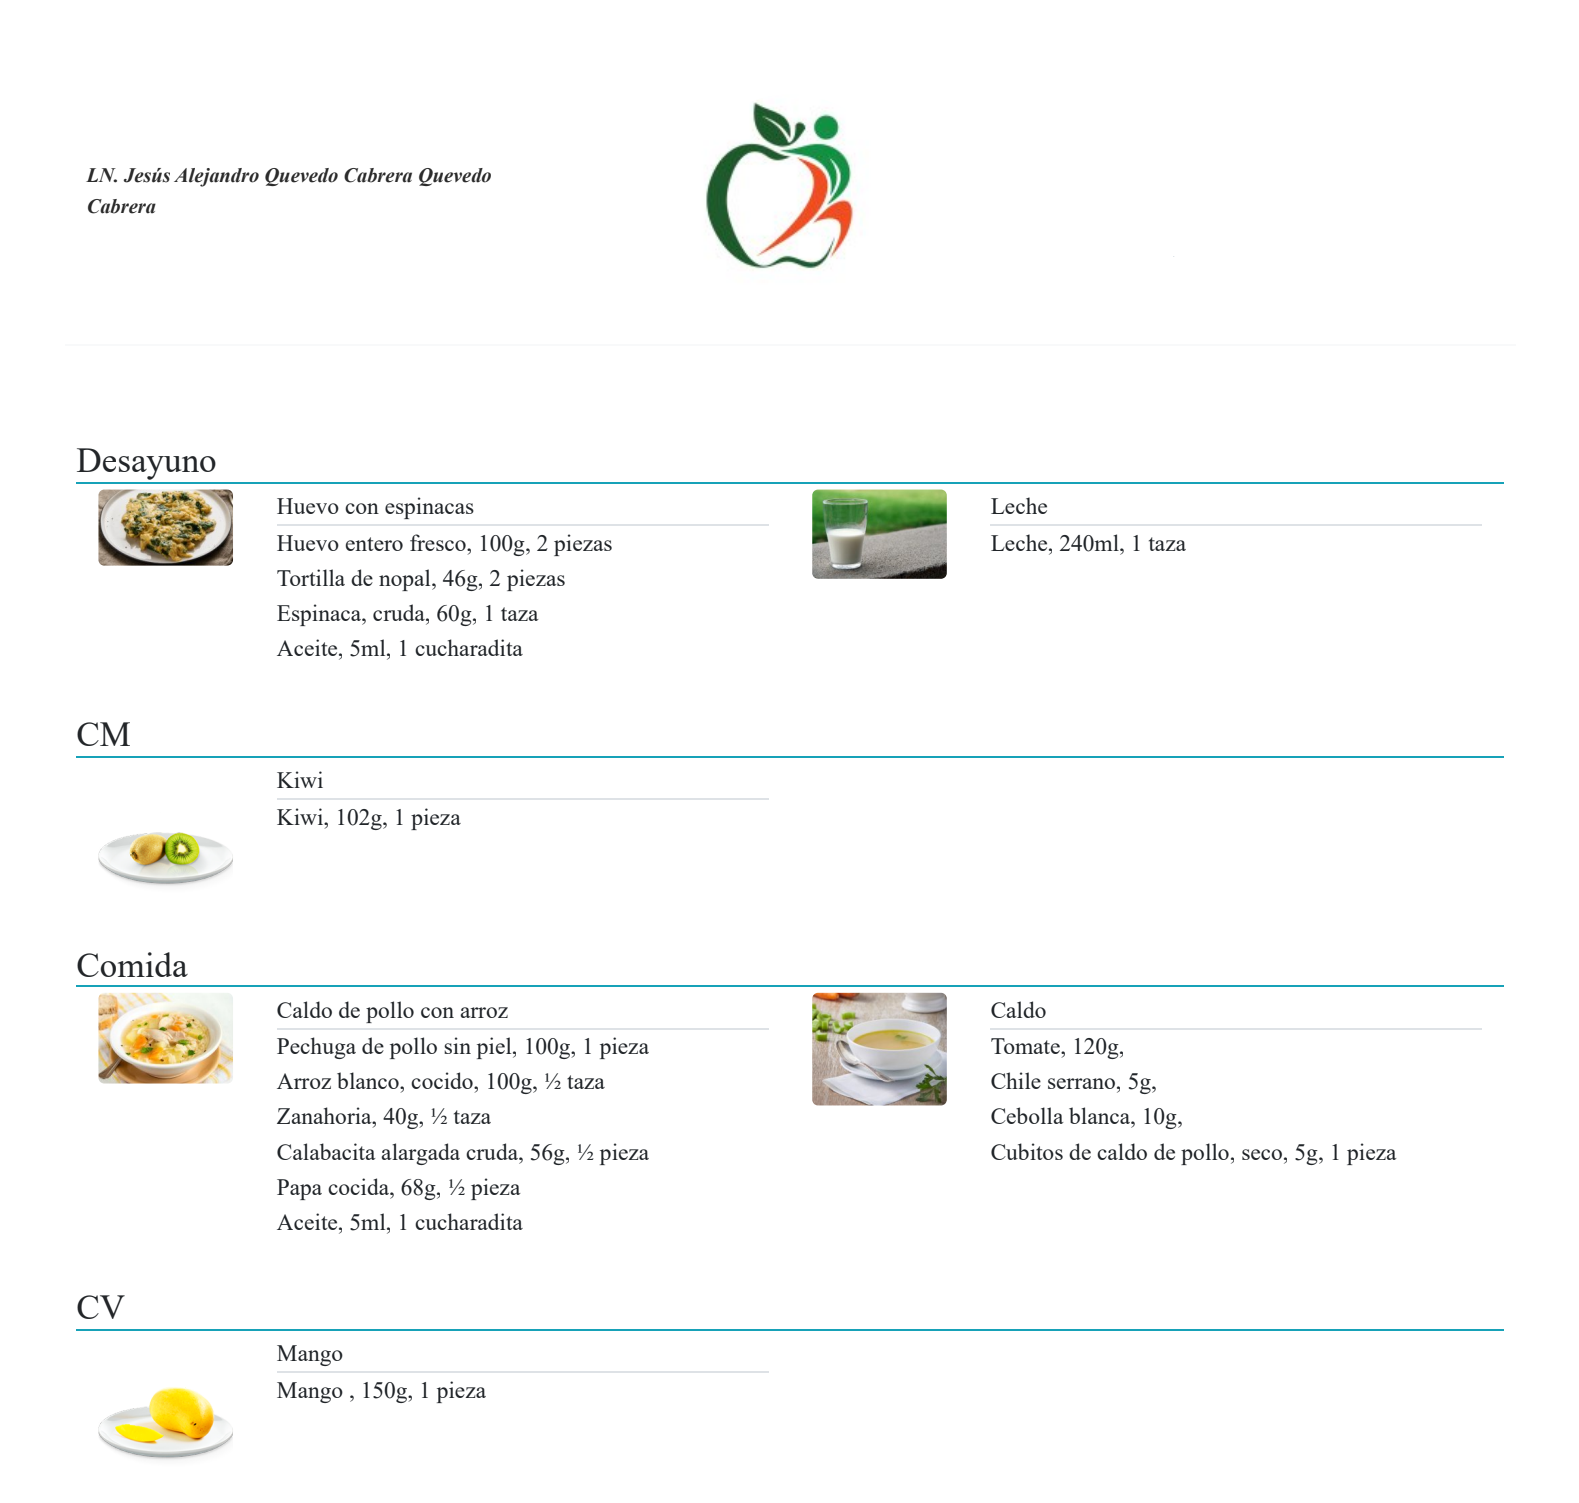 LN. Jesús Alejandro Quevedo Cabrera Quevedo
Cabrera
Desayuno
Huevo con espinacas
Huevo entero fresco, 100g, 2 piezas
Tortilla de nopal, 46g, 2 piezas
Espinaca, cruda, 60g, 1 taza
Aceite, 5ml, 1 cucharadita
Leche
Leche, 240ml, 1 taza
CM
Kiwi
Kiwi, 102g, 1 pieza
Comida
Caldo de pollo con arroz
Pechuga de pollo sin piel, 100g, 1 pieza
Arroz blanco, cocido, 100g, ½ taza
Zanahoria, 40g, ½ taza
Calabacita alargada cruda, 56g, ½ pieza
Papa cocida, 68g, ½ pieza
Aceite, 5ml, 1 cucharadita
Caldo
Tomate, 120g,
Chile serrano, 5g,
Cebolla blanca, 10g,
Cubitos de caldo de pollo, seco, 5g, 1 pieza
CV
Mango
Mango , 150g, 1 pieza